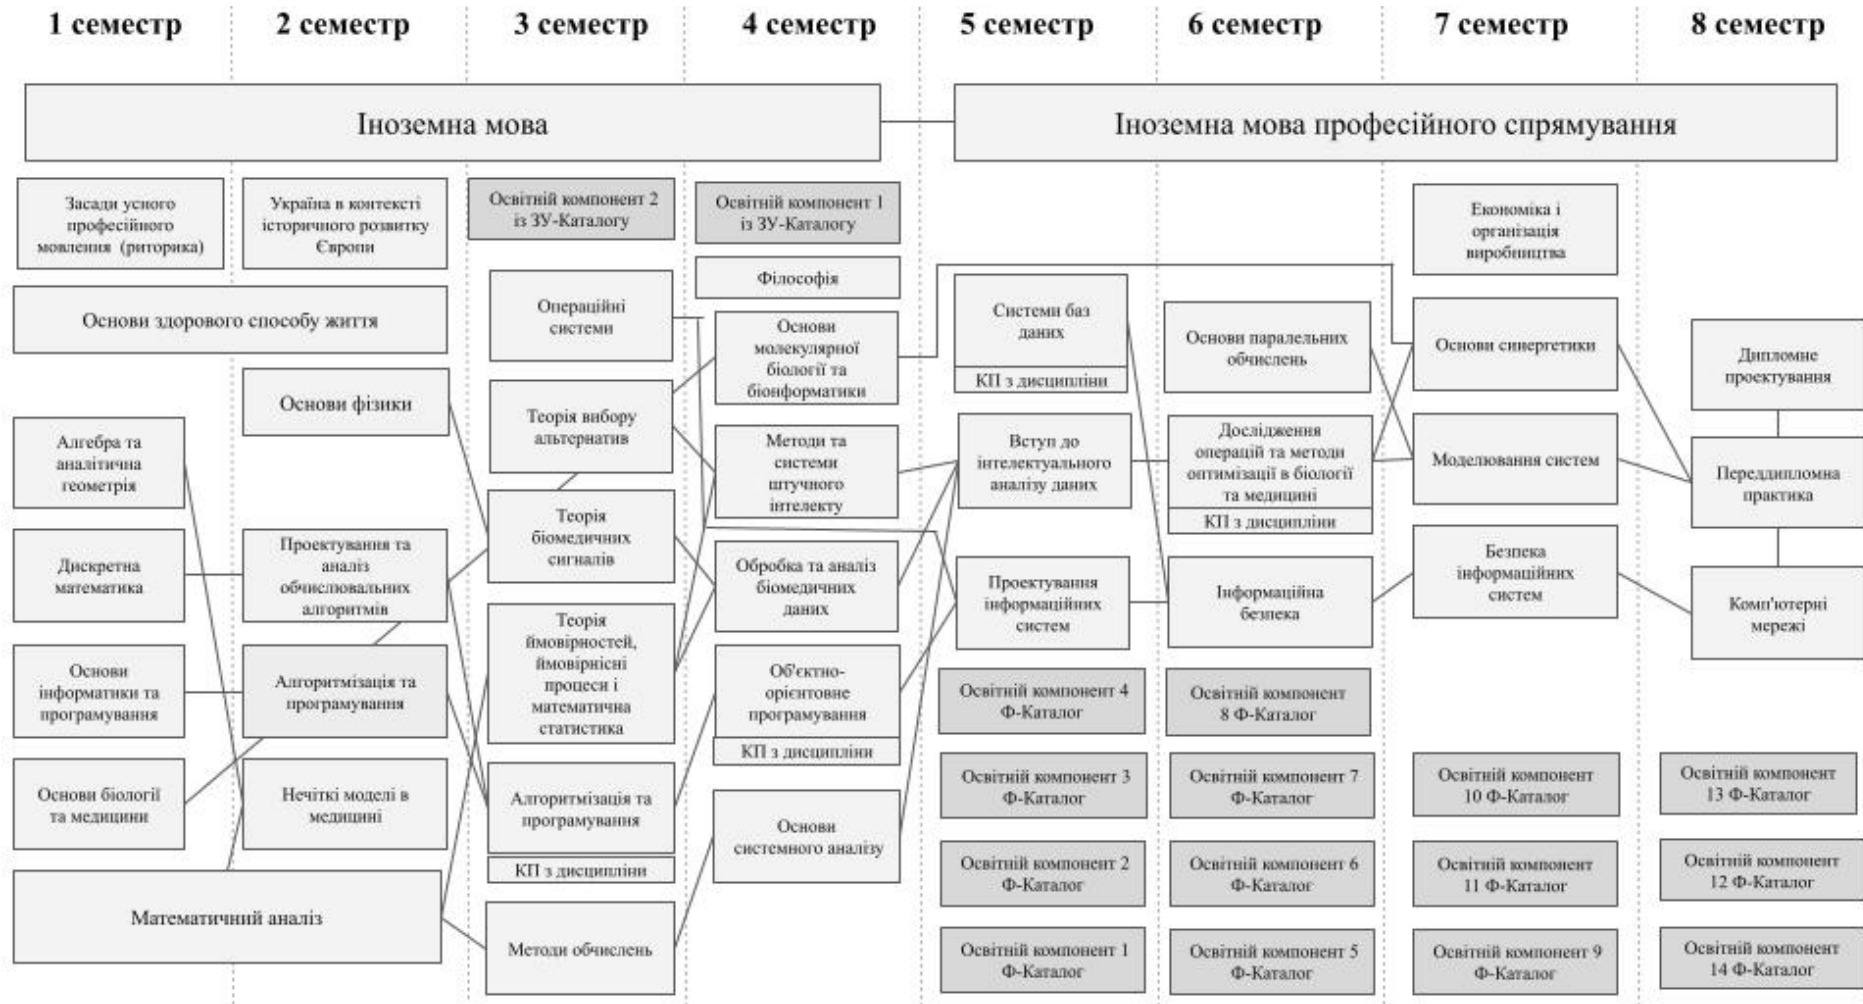 1 семестр
2 семестр
3 семестр
4 семестр
5 семестр
6 семестр
7 семестр
8 семестр
Іноземна мова
Іноземна мова професійного спрямування
Засади усного
професійного
мовлення (риторика)
Україна в контексті
історичного розвитку
Європи
Освітній компонент 2
із ЗУ-Каталогу
Освітній компонент 1
із ЗУ-Каталогу
Економіка і
організація
виробництва
Основи здорового способу життя
Операційні
системи
Філософія
Системи баз
даних
КП з дисципліни
Основи паралельних
обчислень
Основи синергетики
Дипломне
проектування
Основи фізики
Теорія вибору
альтернатив
Основи
молекулярної
біології та
біонформатики
Алгебра та
аналітична
геометрія
Методи та
системи
штучного
інтелекту
Вступ до
інтелектуального
аналізу даних
Дослідження
операцій та методи
оптимізації в біології
та медицині
КП з дисципліни
Моделювання систем
Переддипломна
практика
Дискретна
математика
Проектування та
аналіз
обчислювальних
алгоритмів
Теорія
біомедичних
сигналів
Обробка та аналіз
біомедичних
даних
Проектування
інформаційних
систем
Інформаційна
безпека
Безпека
інформаційних
систем
Комп'ютерні
мережі
Основи
інформатики та
програмування
Алгоритмізація та
програмування
Теорія
ймовірностей,
ймовірнісні
процеси і
математична
статистика
Об'єктно-
орієнтовне
програмування
КП з дисципліни
Освітній компонент 4
Ф-Каталог
Освітній компонент
8 Ф-Каталог
Основи біології
та медицини
Нечіткі моделі в
медицині
Алгоритмізація та
програмування
КП з дисципліни
Основи
системного аналізу
Освітній компонент 3
Ф-Каталог
Освітній компонент 7
Ф-Каталог
Освітній компонент
10 Ф-Каталог
Освітній компонент
13 Ф-Каталог
Освітній компонент 2
Ф-Каталог
Освітній компонент 6
Ф-Каталог
Освітній компонент
11 Ф-Каталог
Освітній компонент
12 Ф-Каталог
Математичний аналіз
Методи обчислень
Освітній компонент 1
Ф-Каталог
Освітній компонент 5
Ф-Каталог
Освітній компонент 9
Ф-Каталог
Освітній компонент
14 Ф-Каталог